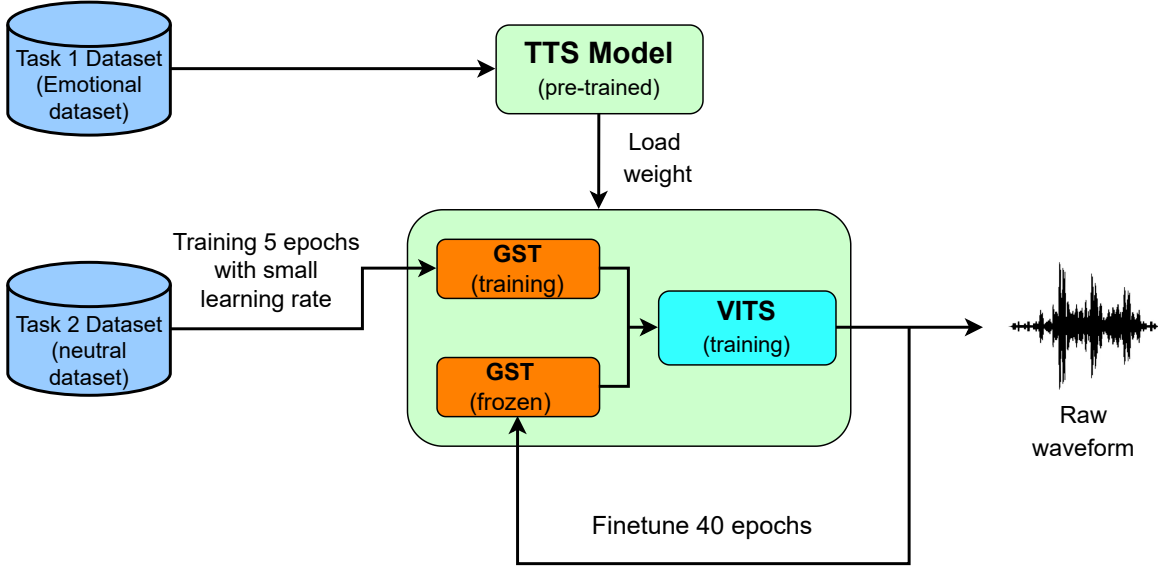 Task 1 Dataset
(Emotional
dataset)
TTS Model
(pre-trained)
Load
weight
Training 5 epochs
with small
learning rate
Task 2 Dataset
(neutral
dataset)
GST
(training)
VITS
(training)
GST
(frozen)
Raw
waveform
Finetune 40 epochs